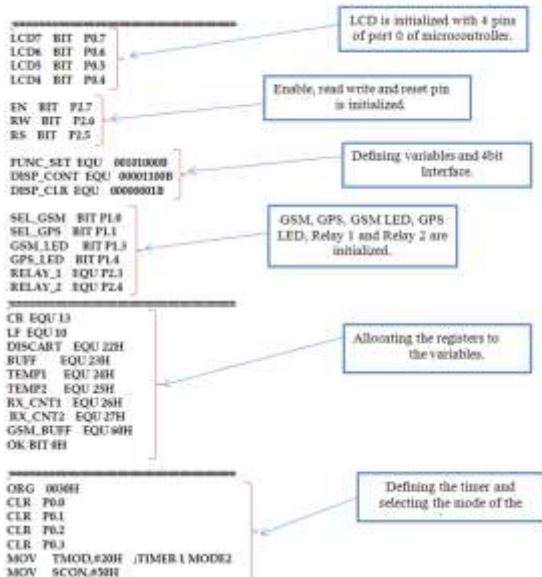 LCD7 BIT P0.7
LCD6 BIT P0.6
LCD5 BIT P0.5
LCD4 BIT P0.4
LCD is initialized with 4 pins
of port 0 of microcontroller.
EN BIT P2.7
RW BIT P2.6
RS BIT P2.5
Enable, read write and reset pin
is initialized.
FUNC_SET EQU 00101000B
DISP_CONT EQU 00001100B
DISP_CLR EQU 00000001B
Defining variables and 4bit
Interface.
SEL_GSM BIT P1.0
SEL_GPS BIT P1.1
GSM_LED BIT P1.3
GPS_LED BIT P1.4
RELAY_1 EQU P2.3
RELAY_2 EQU P2.4
GSM, GPS, GSM LED, GPS
LED, Relay 1 and Relay 2 are
initialized.
CR EQU 13
LF EQU 10
DISCART EQU 22H
BUFF EQU 23H
TEMP1 EQU 24H
TEMP2 EQU 25H
RX_CNT1 EQU 26H
RX_CNT2 EQU 27H
GSM_BUFF EQU 60H
OK BIT 0H
Allocating the registers to
the variables.
ORG 0030H
CLR P0.0
CLR P0.1
CLR P0.2
CLR P0.3
MOV TMOD,#20H ;TIMER 1 MODE2
MOV SCON,#50H
Defining the timer and
selecting the mode of the